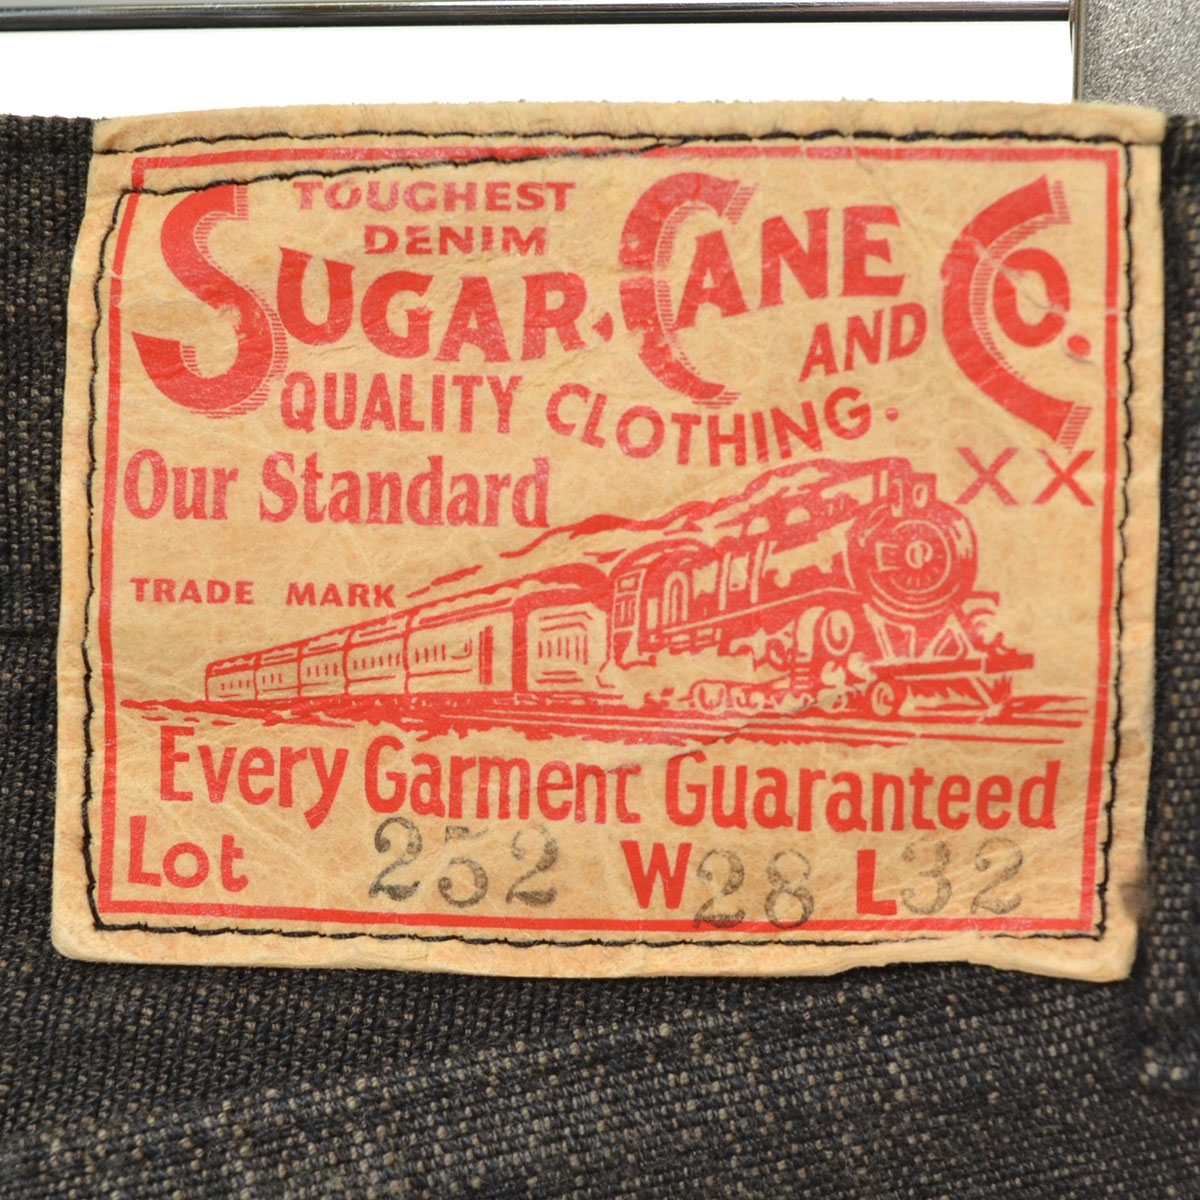 TOUGHEST
DENIM
SUGAR CANE AND CO.
QUALITY CLOTHING.
Our Standard
XX
TRADE MARK
Every Garment Guaranteed
Lot 252 W28 L32